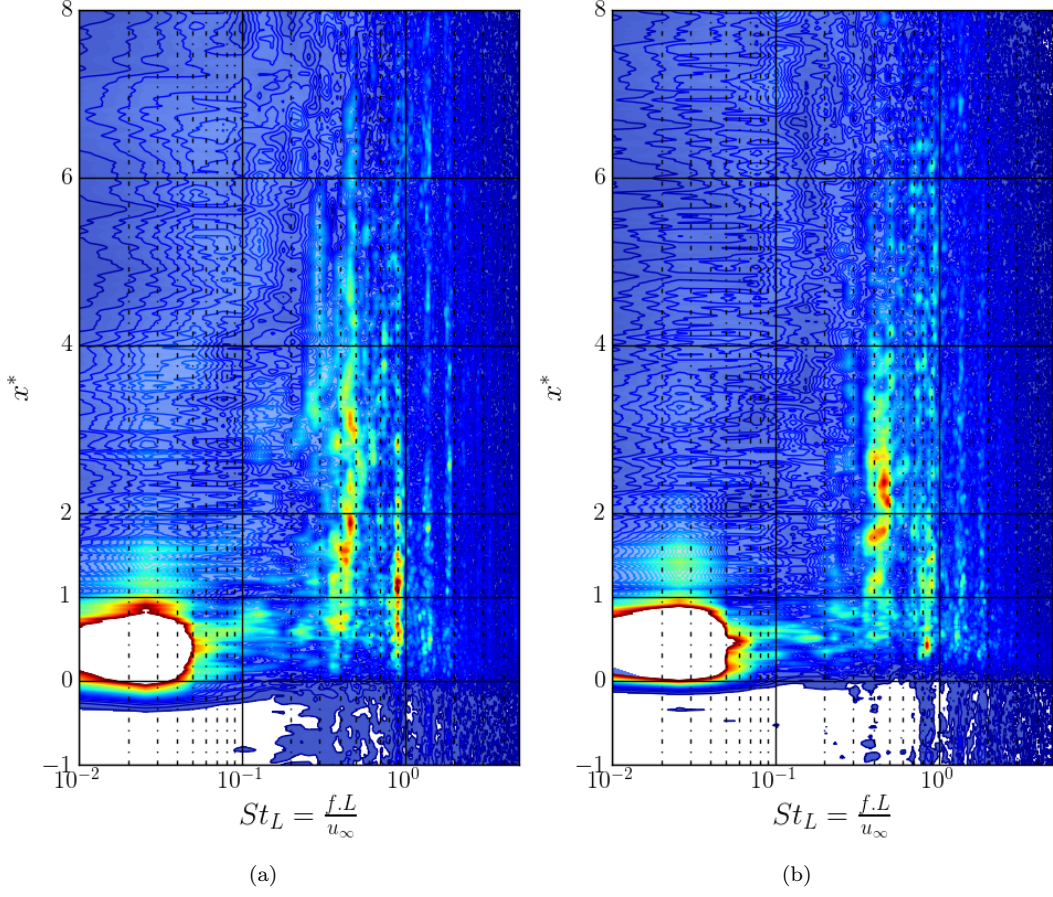 8
6
4
2
1
0
−1
x*
10⁻² 10⁻¹ 10⁰
St_L = f.L / u_∞
(a)
8
6
4
2
1
0
−1
x*
10⁻² 10⁻¹ 10⁰
St_L = f.L / u_∞
(b)